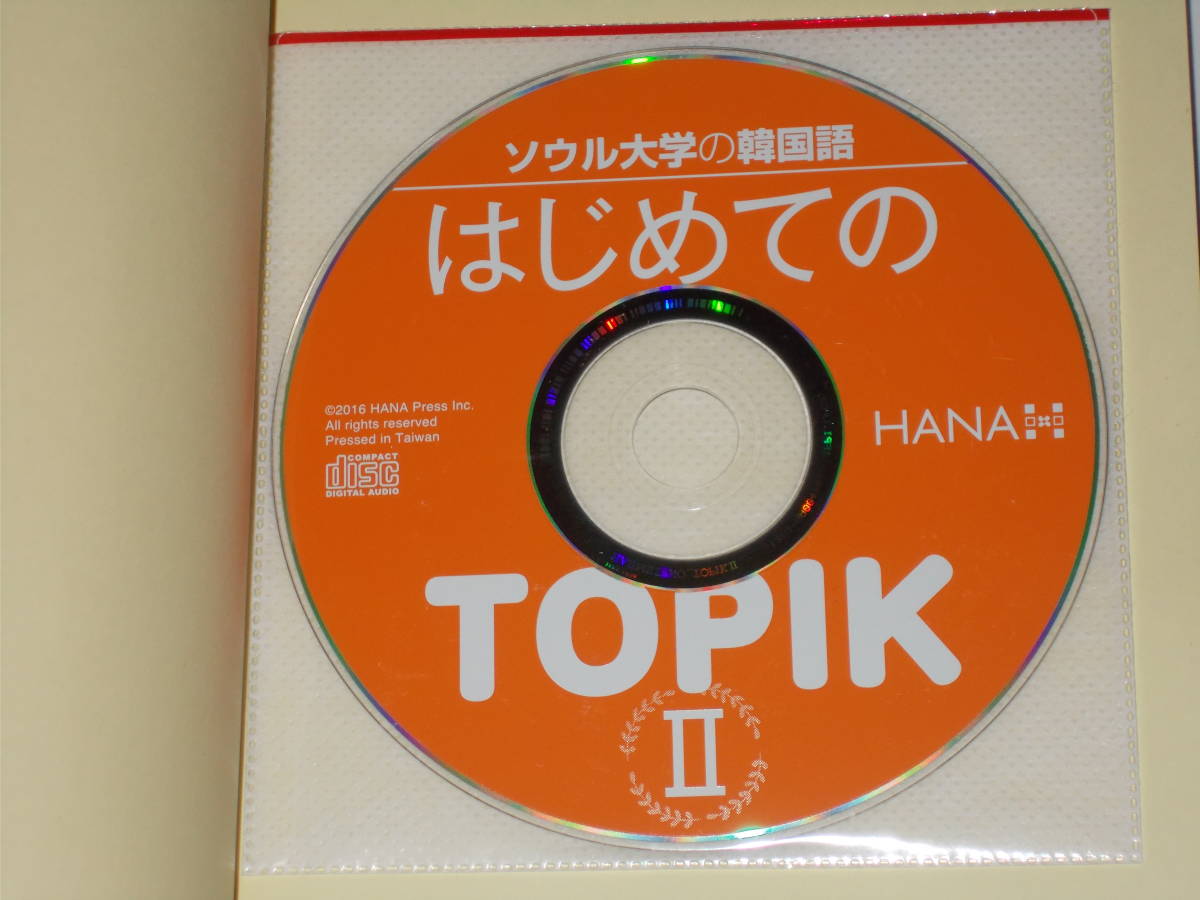 ソウル大学の韓国語
はじめての
©2016 HANA Press Inc.
All rights reserved
Pressed in Taiwan
COMPACT
disc
DIGITAL AUDIO
HANA
TOPIK
II